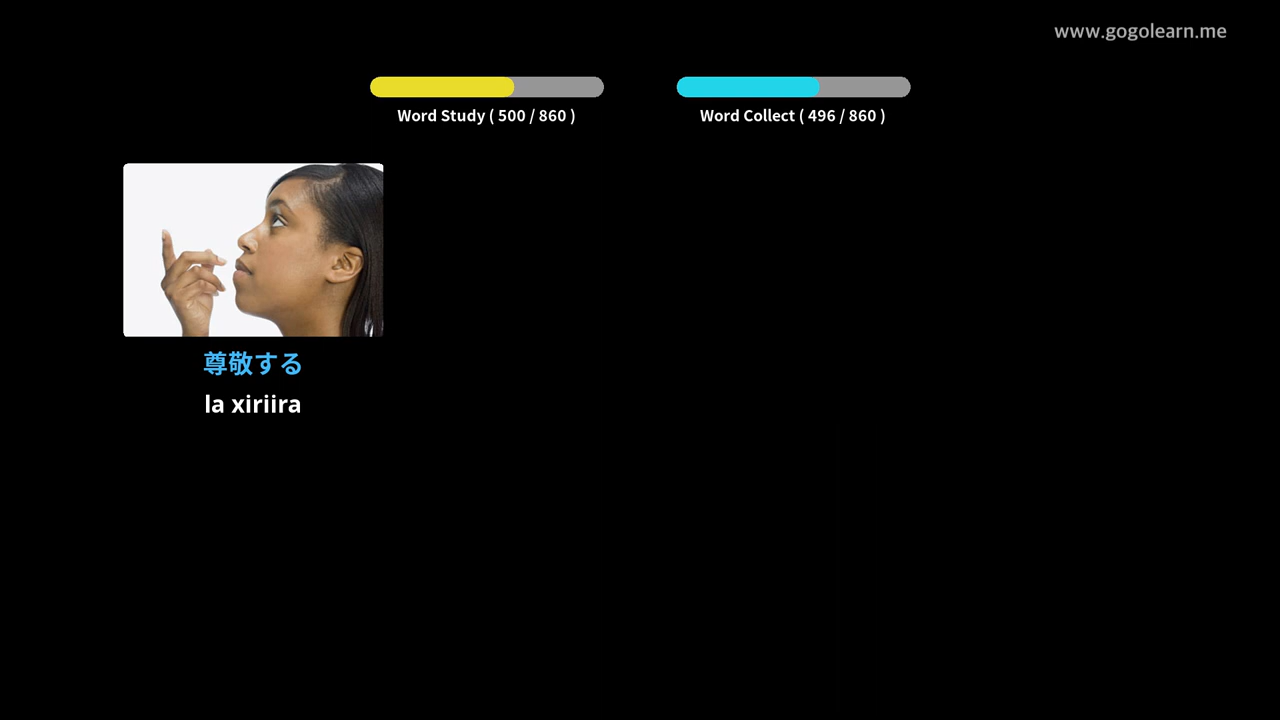 www.gogolearn.me
Word Study ( 500 / 860 )
Word Collect ( 496 / 860 )
尊敬する
la xiriira